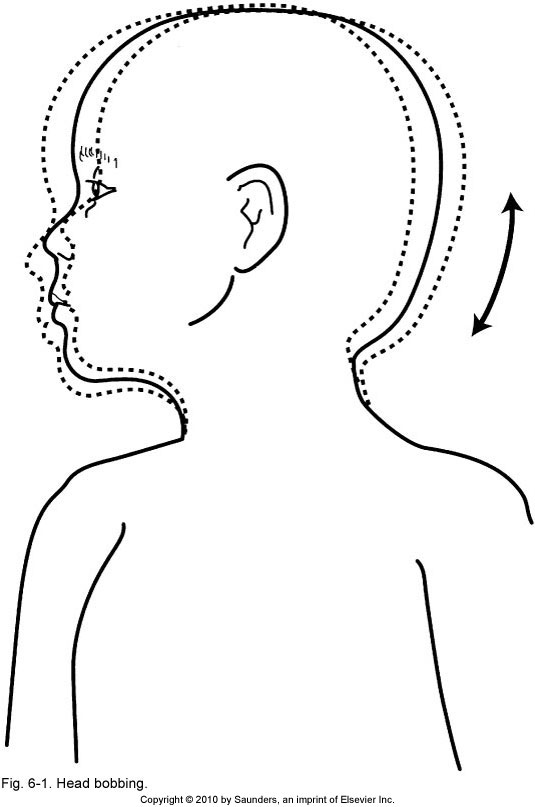 Fig. 6-1. Head bobbing.
Copyright © 2010 by Saunders, an imprint of Elsevier Inc.